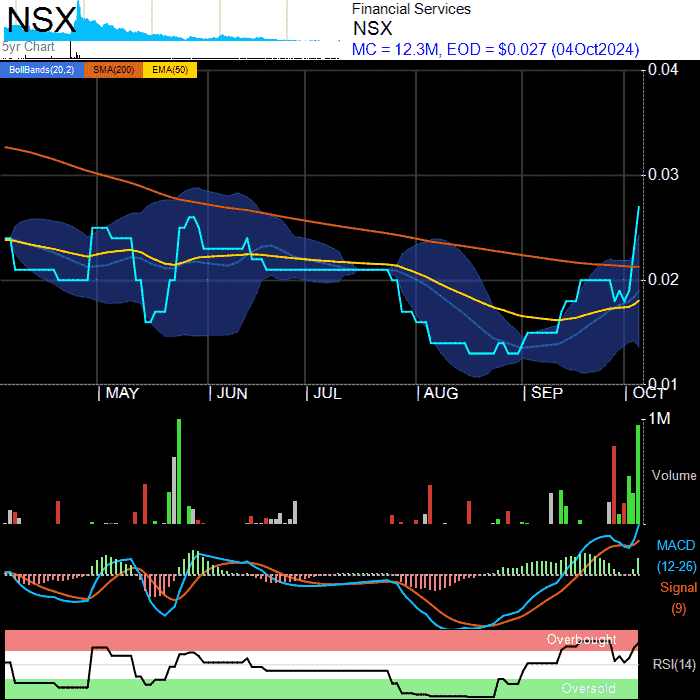 NSX
5yr Chart
Financial Services
NSX
MC = 12.3M, EOD = $0.027 (04Oct2024)
BollBands(20,2) SMA(200) EMA(50)
0.04
0.03
0.02
0.01
MAY JUN JUL AUG SEP OCT
1M
Volume
MACD
(12-26)
Signal
(9)
Overbought
RSI(14)
Oversold